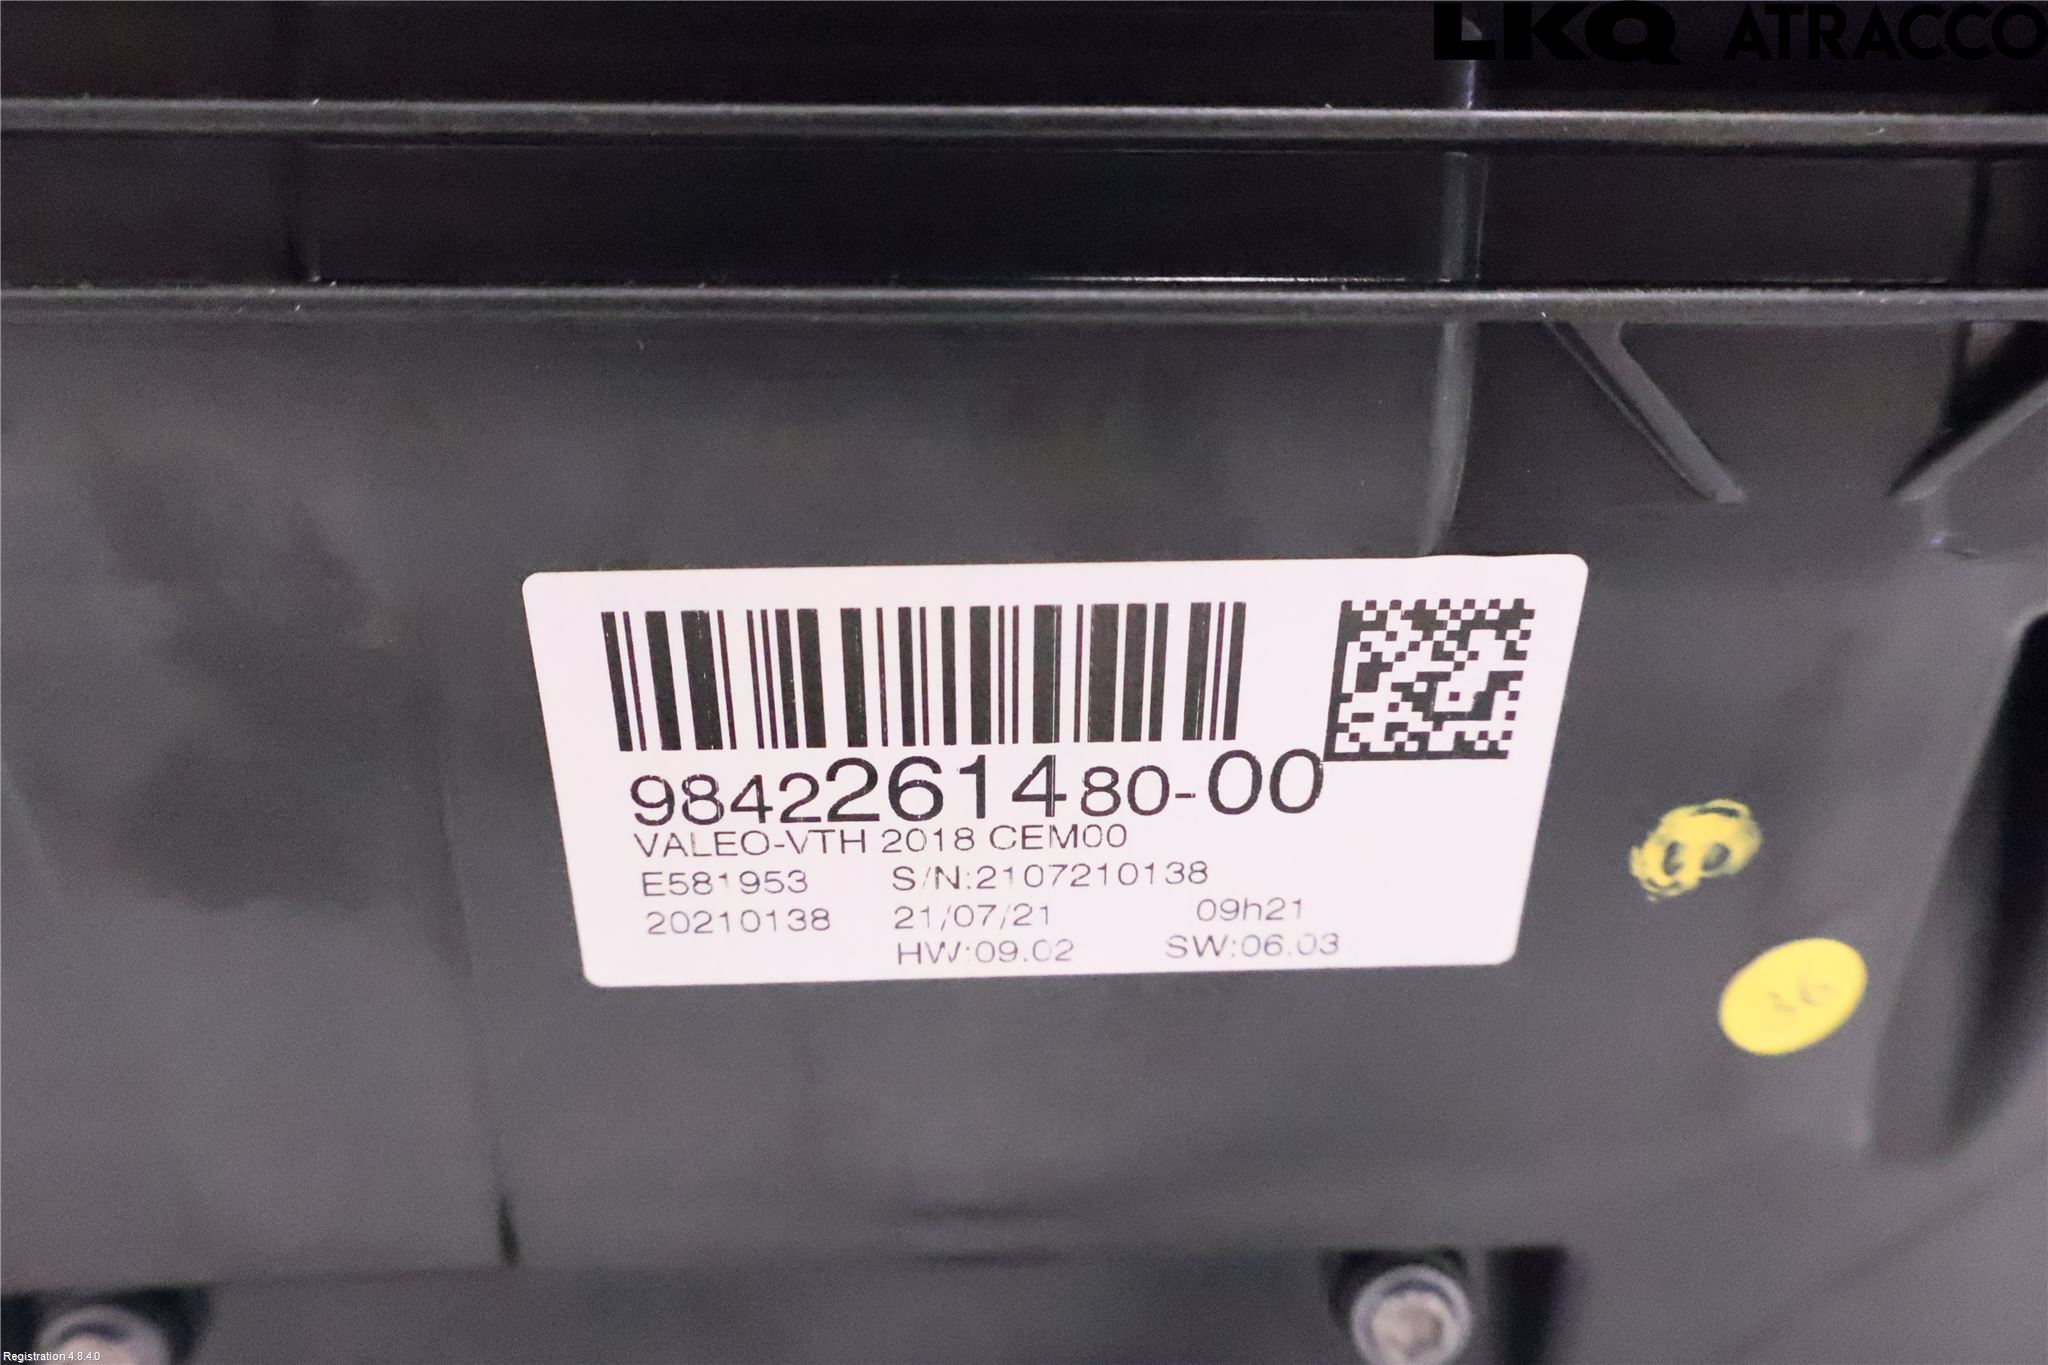 LKQ ATRACCO
9842261480-00
VALEO-VTH 2018 CEM00
E581953 S/N:2107210138
20210138 21/07/21 09h21
HW:09.02 SW:06.03
36
Registration 4.8.4.0